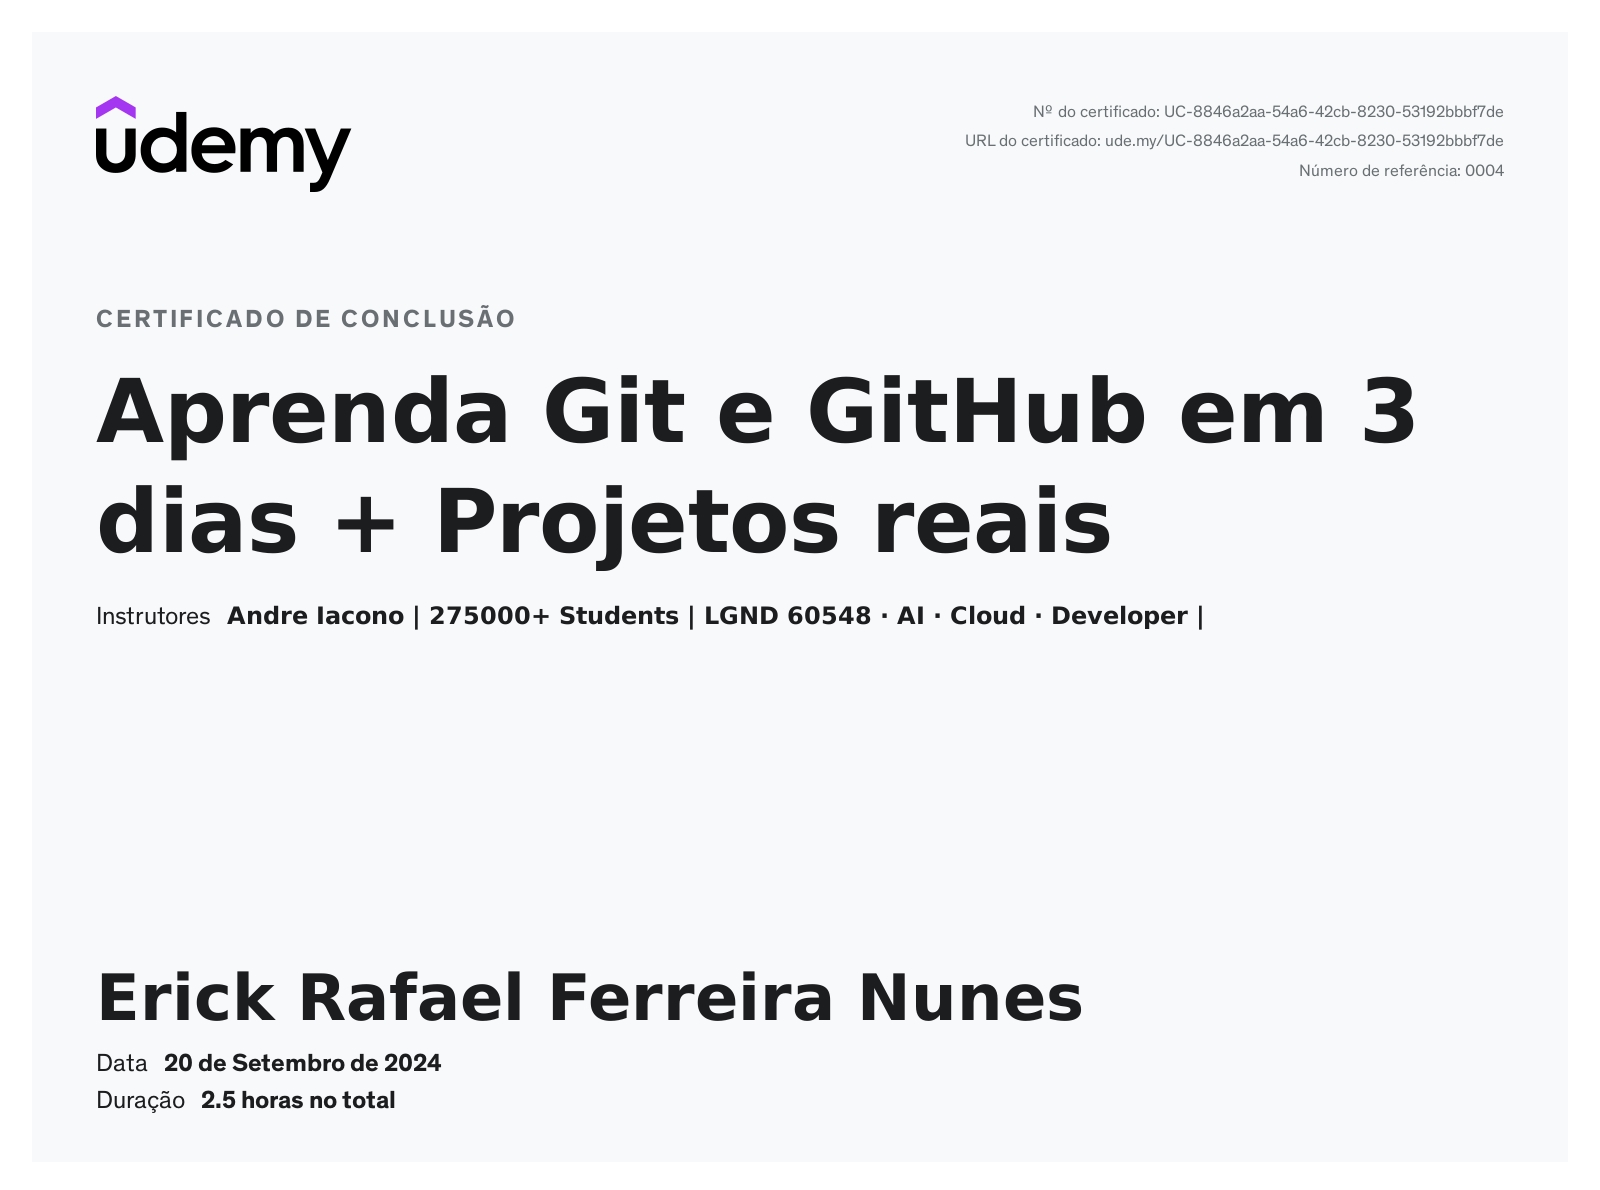 udemy
Nº do certificado: UC-8846a2aa-54a6-42cb-8230-53192bbbf7de
URL do certificado: ude.my/UC-8846a2aa-54a6-42cb-8230-53192bbbf7de
Número de referência: 0004
CERTIFICADO DE CONCLUSÃO
Aprenda Git e GitHub em 3
dias + Projetos reais
Instrutores Andre Iacono | 275000+ Students | LGND 60548 · AI · Cloud · Developer |
Erick Rafael Ferreira Nunes
Data 20 de Setembro de 2024
Duração 2.5 horas no total